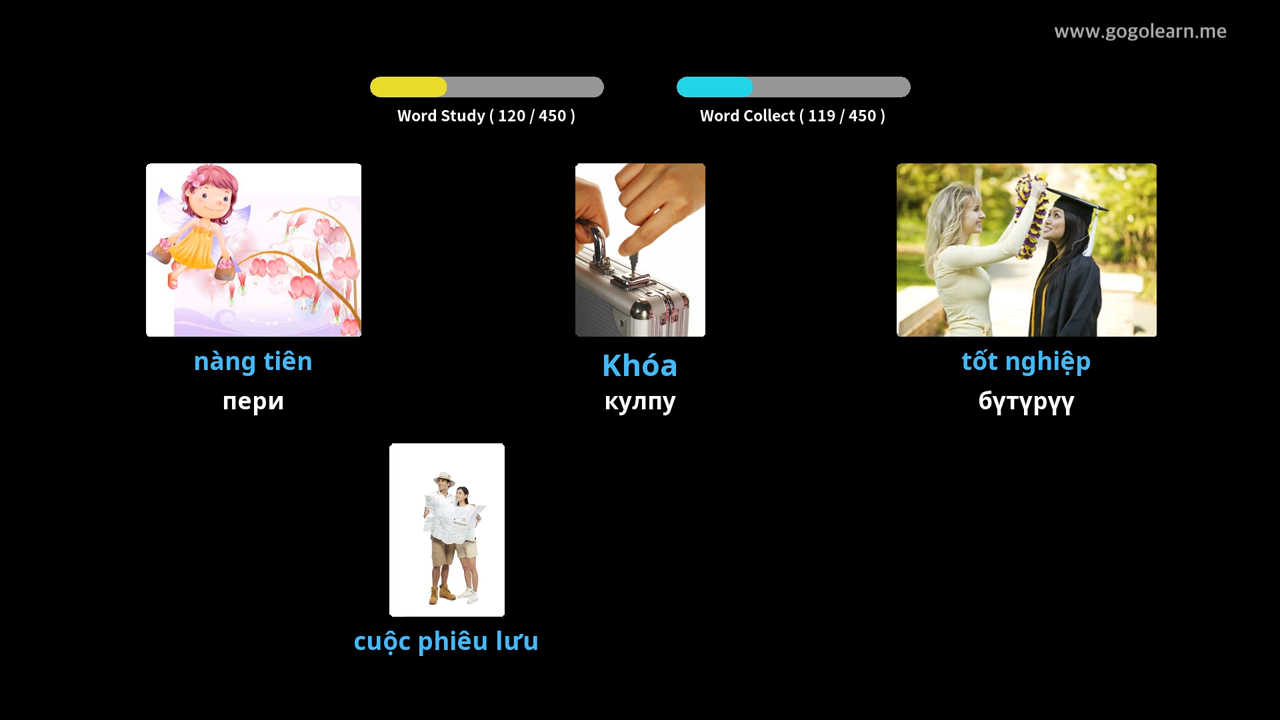 www.gogolearn.me
Word Study ( 120 / 450 )
Word Collect ( 119 / 450 )
nàng tiên
пери
Khóa
кулпу
tốt nghiệp
бүтүрүү
cuộc phiêu lưu